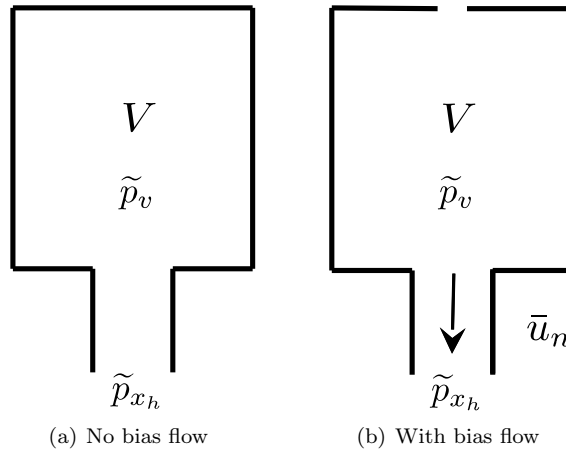 V V
p̃_v p̃_v
ū_n
p̃_{x_h} p̃_{x_h}
(a) No bias flow (b) With bias flow